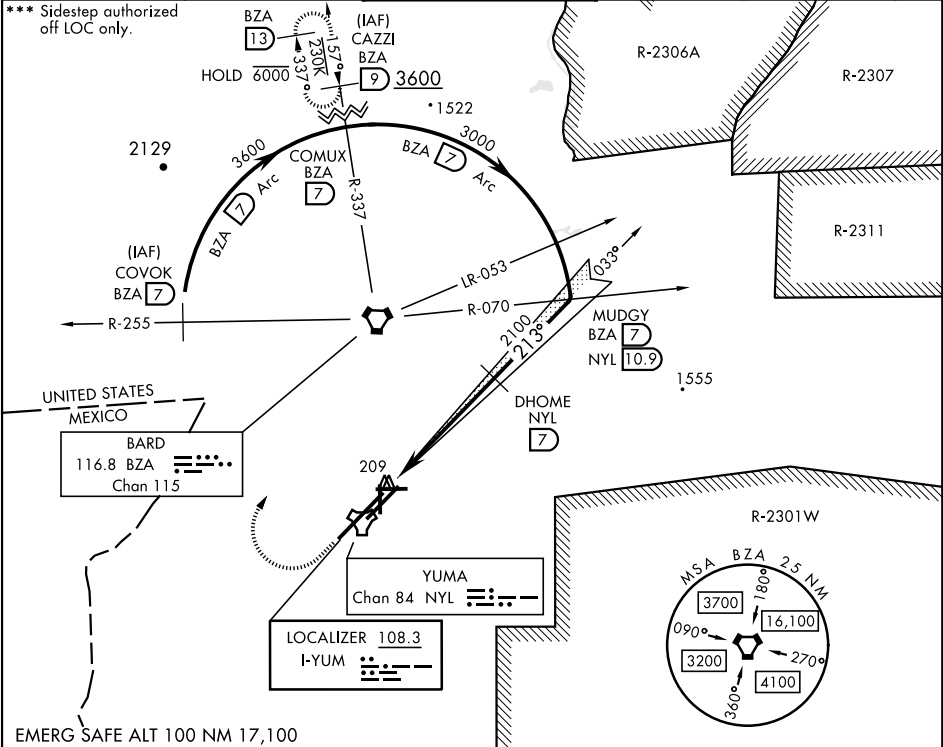 *** Sidestep authorized
off LOC only.
BZA
13
(IAF)
CAZZI
BZA
9
3600
HOLD 6000
337°
230K
157°
1522
2129
3600
COMUX
BZA
7
R-337
3000
BZA 7 Arc
BZA 7 Arc
(IAF)
COVOK
BZA 7
R-255
LR-053
033°
R-070
2100
213°
MUDGY
BZA 7
NYL 10.9
1555
DHOME
NYL
7
R-2306A
R-2307
R-2311
UNITED STATES
MEXICO
BARD
116.8 BZA
Chan 115
209
YUMA
Chan 84 NYL
LOCALIZER 108.3
I-YUM
R-2301W
MSA BZA 25 NM
180°
3700
16,100
090°
270°
3200
4100
360°
EMERG SAFE ALT 100 NM 17,100